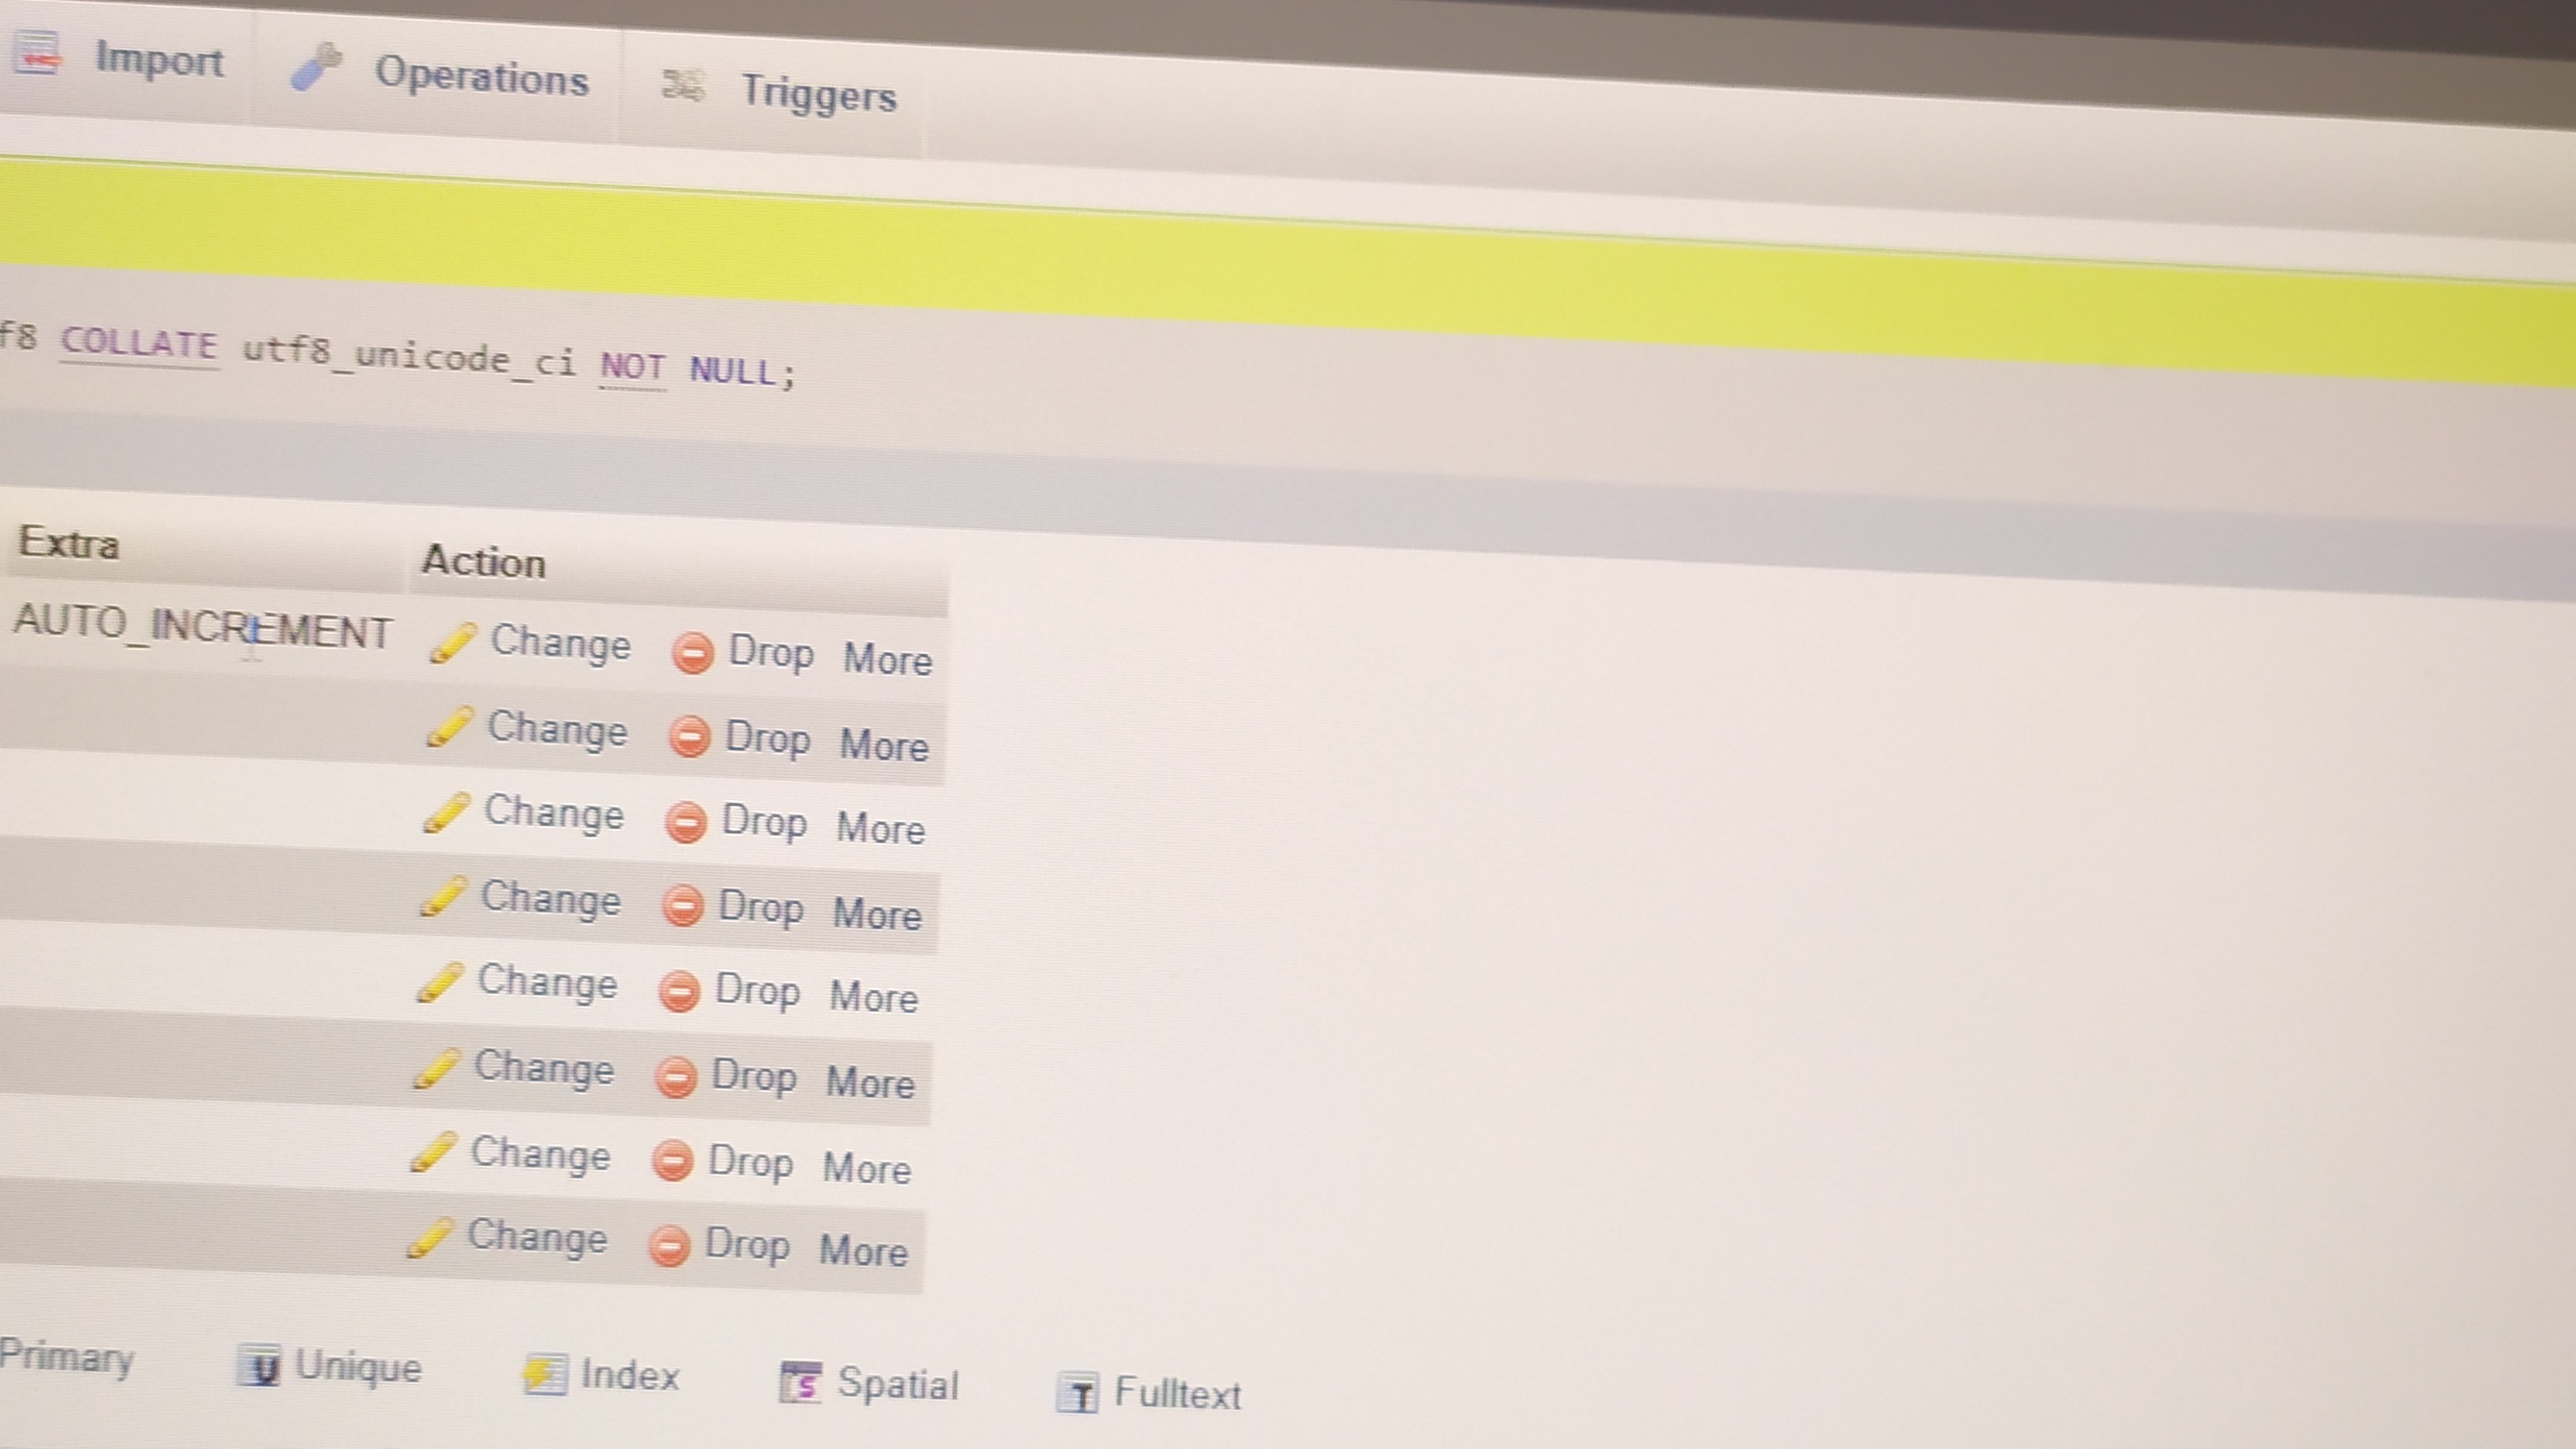 Import Operations Triggers
f8 COLLATE utf8_unicode_ci NOT NULL;
Extra Action
AUTO_INCREMENT Change Drop More
Change Drop More
Change Drop More
Change Drop More
Change Drop More
Change Drop More
Change Drop More
Change Drop More
Primary U Unique Index S Spatial T Fulltext